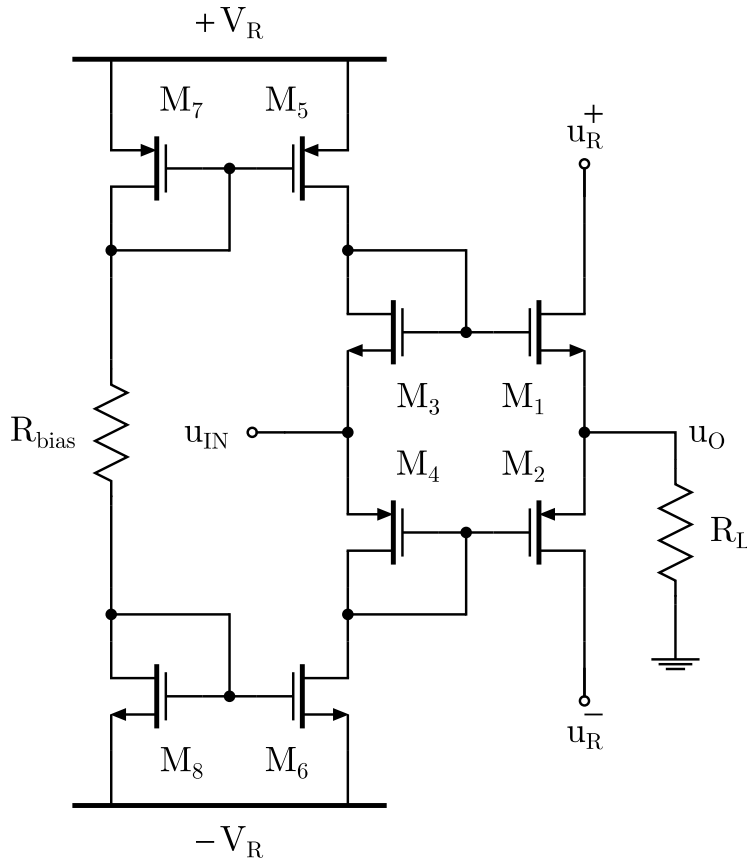 +V_R
M_7 M_5
u_R^+
M_3 M_1
R_bias u_IN u_O
M_4 M_2
R_L
M_8 M_6
u_R^−
−V_R